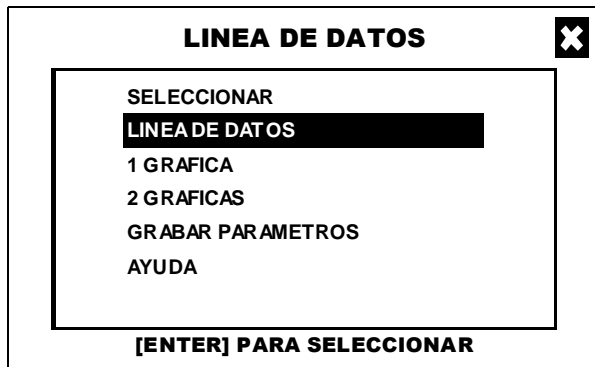 LINEA DE DATOS
SELECCIONAR
LINEA DE DATOS
1 GRAFICA
2 GRAFICAS
GRABAR PARAMETROS
AYUDA
[ENTER] PARA SELECCIONAR